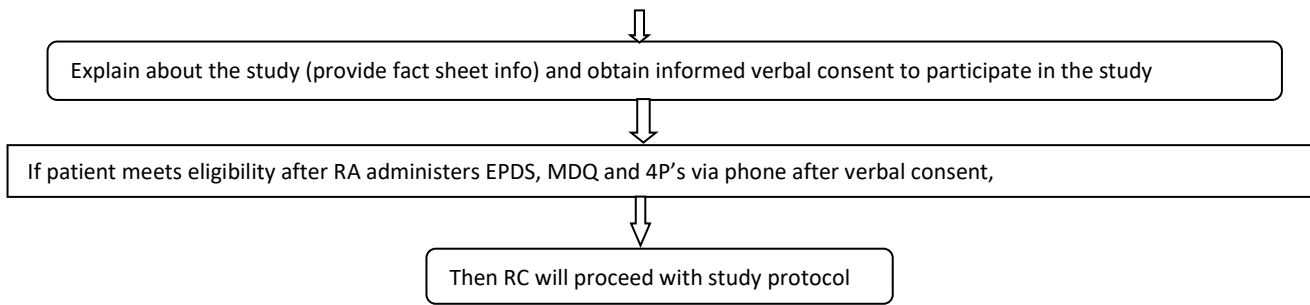 Explain about the study (provide fact sheet info) and obtain informed verbal consent to participate in the study
If patient meets eligibility after RA administers EPDS, MDQ and 4P’s via phone after verbal consent,
Then RC will proceed with study protocol